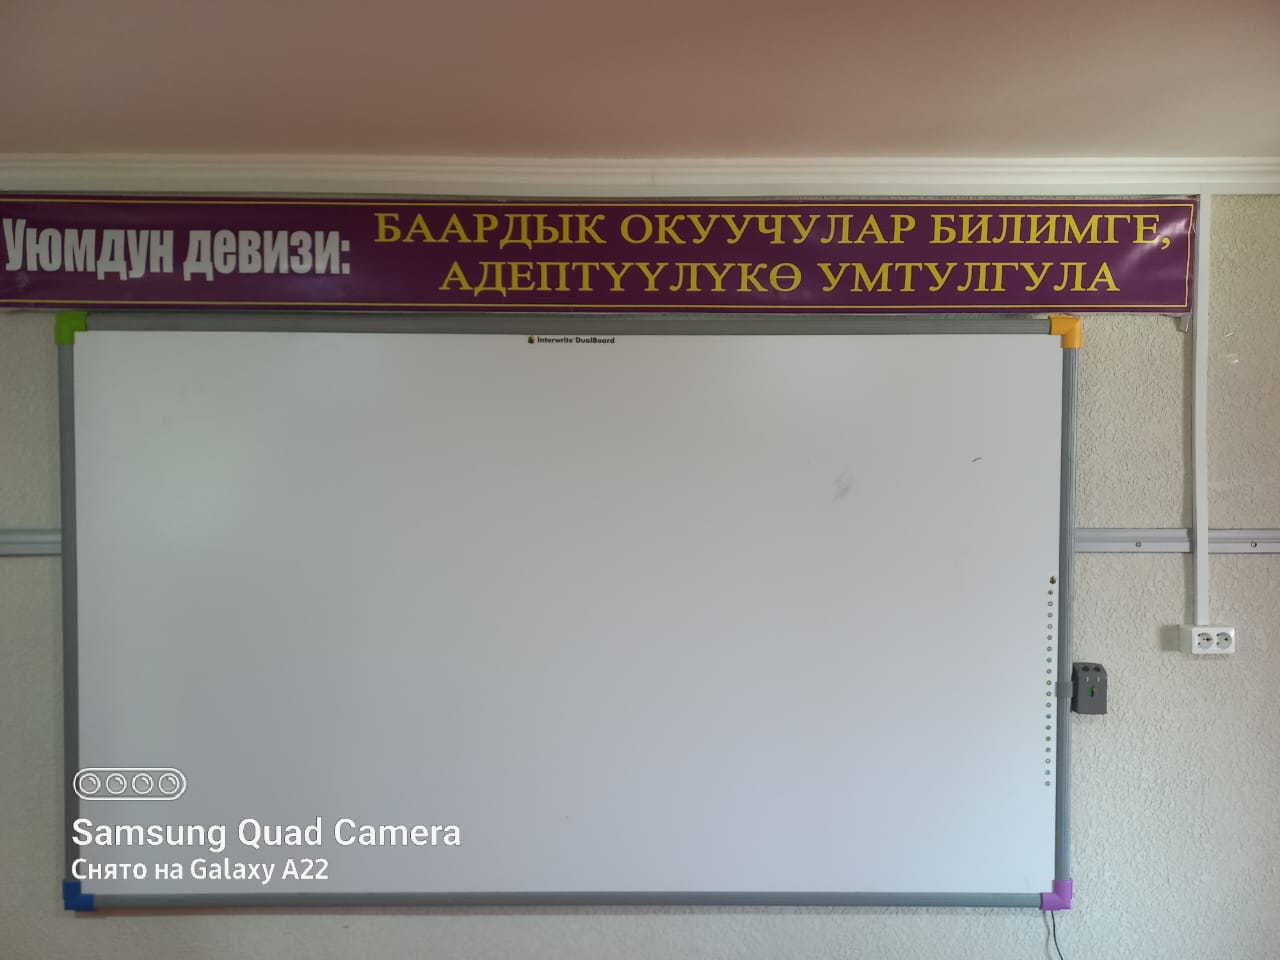 Уюмдун девизи:
БААРДЫК ОКУУЧУЛАР БИЛИМГЕ,
АДЕПТҮҮЛҮКӨ УМТУЛГУЛА
Interwrite DualBoard
Samsung Quad Camera
Снято на Galaxy A22